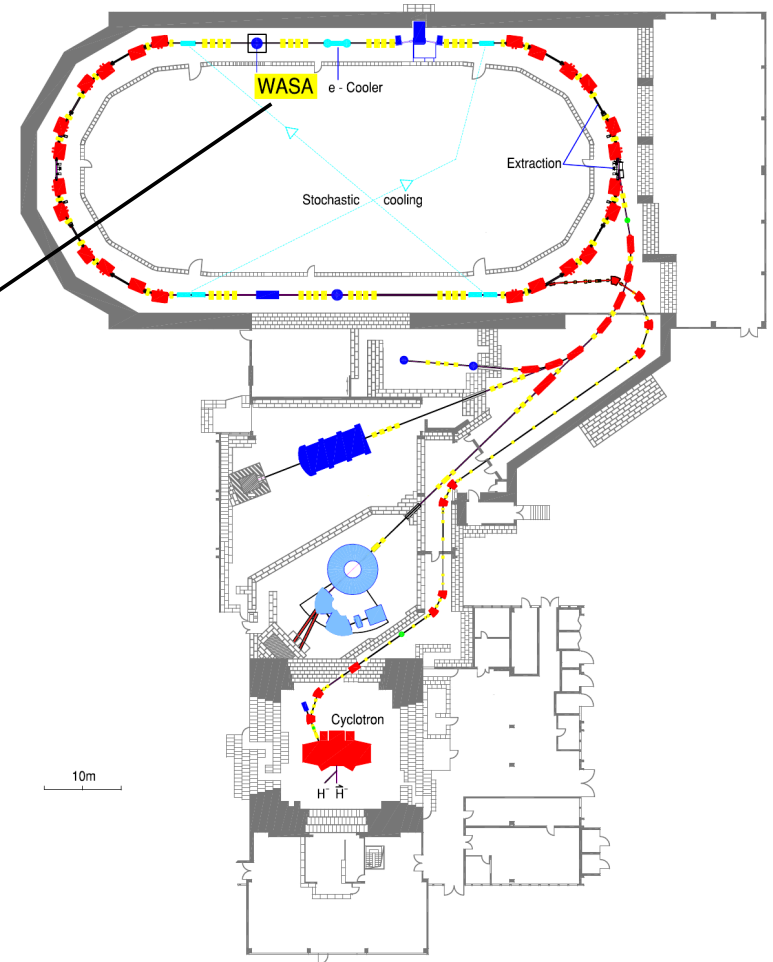 WASA
e - Cooler
Extraction
Stochastic cooling
Cyclotron
10m
H⁻ H⃗⁻